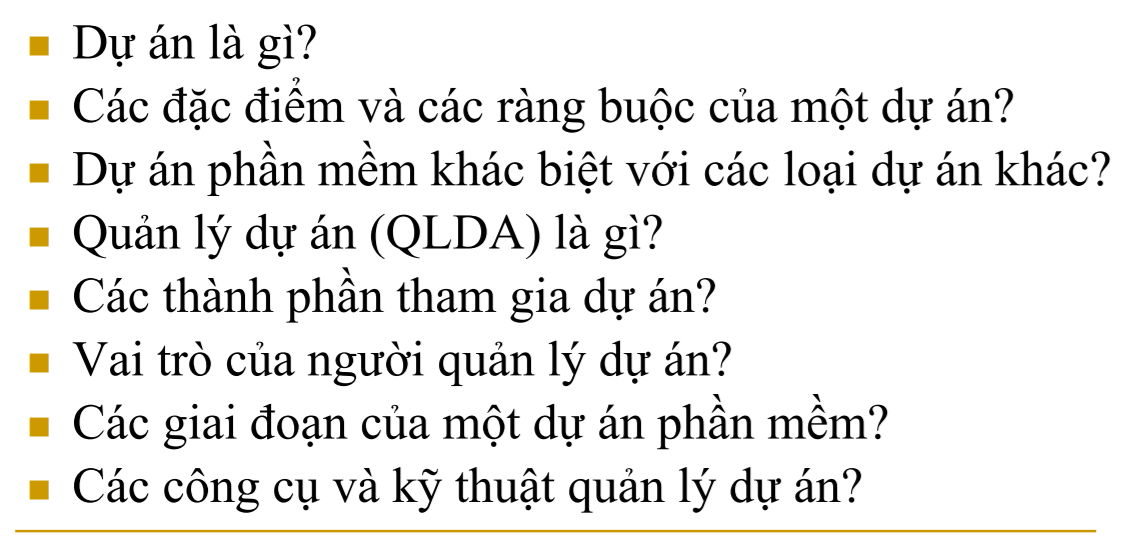 Dự án là gì?
Các đặc điểm và các ràng buộc của một dự án?
Dự án phần mềm khác biệt với các loại dự án khác?
Quản lý dự án (QLDA) là gì?
Các thành phần tham gia dự án?
Vai trò của người quản lý dự án?
Các giai đoạn của một dự án phần mềm?
Các công cụ và kỹ thuật quản lý dự án?